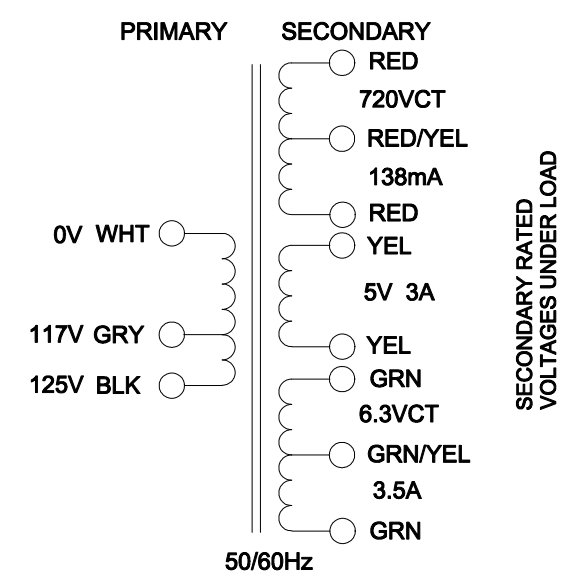 PRIMARY
0V WHT
117V GRY
125V BLK
SECONDARY
RED
720VCT
RED/YEL
138mA
RED
YEL
5V 3A
YEL
GRN
6.3VCT
GRN/YEL
3.5A
GRN
50/60Hz
SECONDARY RATED
VOLTAGES UNDER LOAD